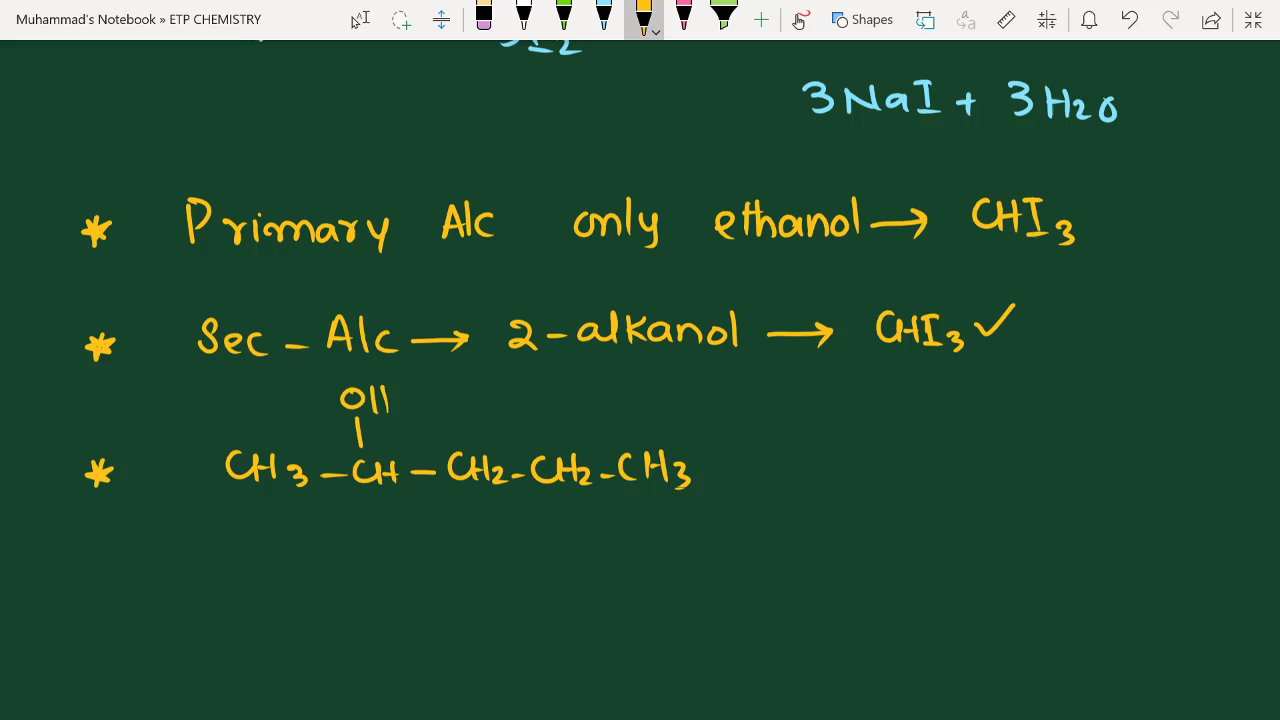 Muhammad's Notebook » ETP CHEMISTRY
Shapes
3I2
3NaI + 3H2O
* Primary Alc only ethanol → CHI3
* Sec - Alc → 2-alkanol → CHI3 ✓
OH
|
* CH3 - CH - CH2 - CH2 - CH3